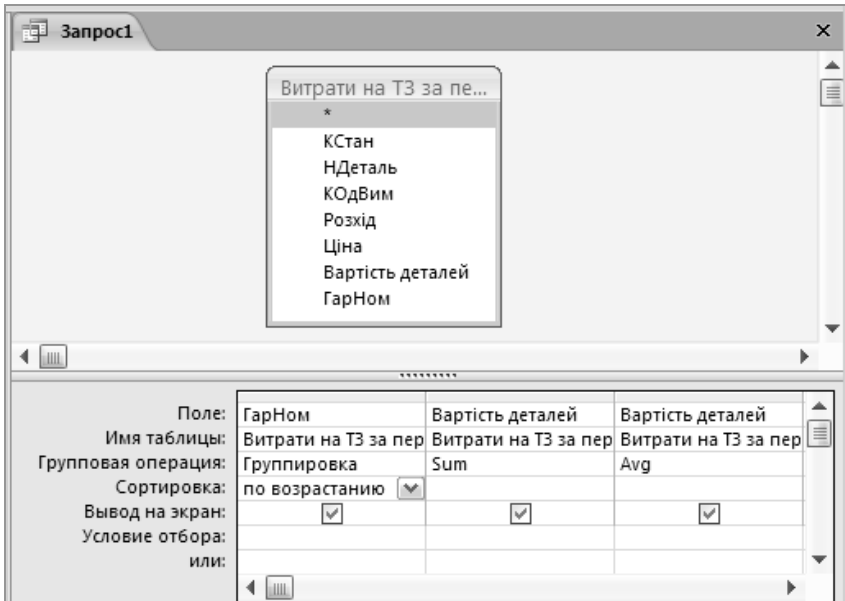 Запрос1
Витрати на ТЗ за пе...
*
КСтан
НДеталь
КОдВим
Розхід
Ціна
Вартість деталей
ГарНом
Поле: ГарНом Вартість деталей Вартість деталей
Имя таблицы: Витрати на ТЗ за пер Витрати на ТЗ за пер Витрати на ТЗ за пер
Групповая операция: Группировка Sum Avg
Сортировка: по возрастанию
Вывод на экран:
Условие отбора:
или: